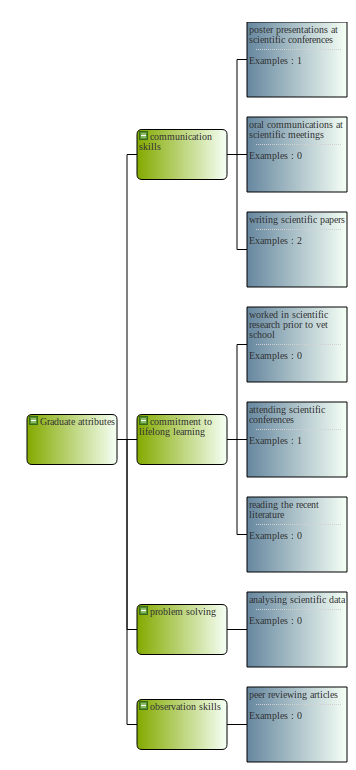 Graduate attributes
communication
skills
poster presentations at
scientific conferences
Examples : 1
oral communications at
scientific meetings
Examples : 0
writing scientific papers
Examples : 2
commitment to
lifelong learning
worked in scientific
research prior to vet
school
Examples : 0
attending scientific
conferences
Examples : 1
reading the recent
literature
Examples : 0
problem solving
analysing scientific data
Examples : 0
observation skills
peer reviewing articles
Examples : 0